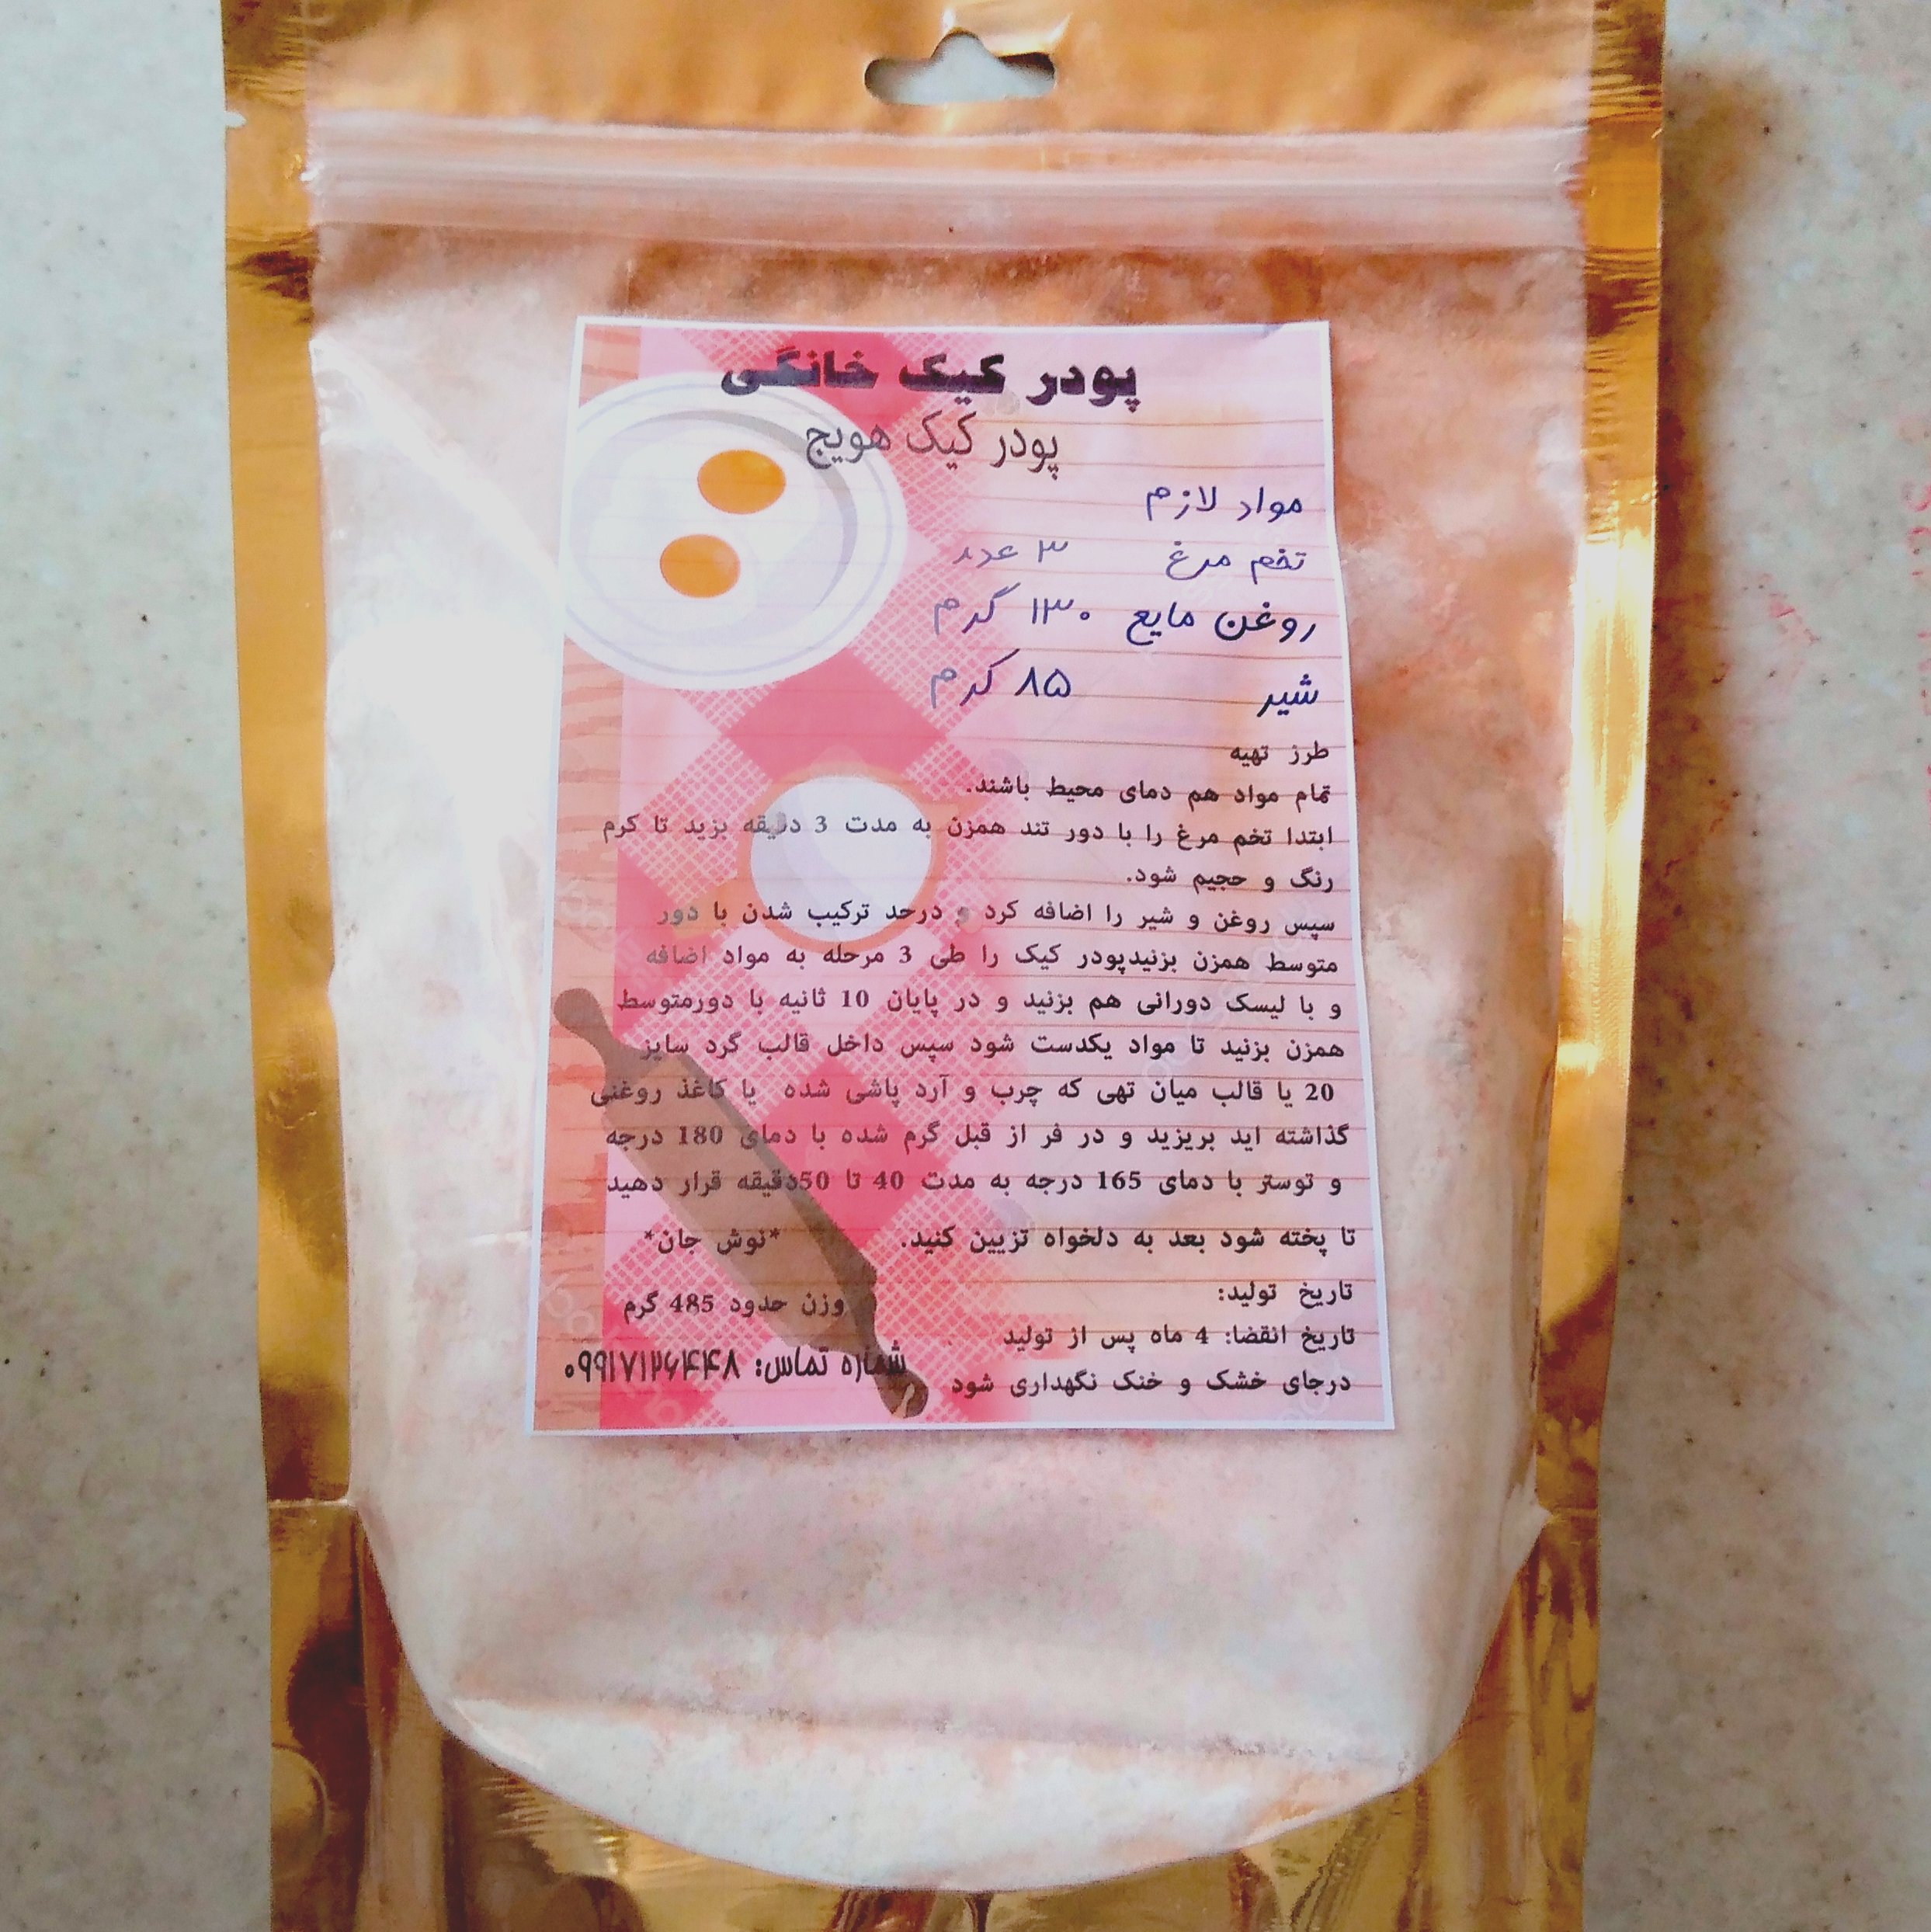 پودر کیک خانگی
پودر کیک هویج
مواد لازم
تخم مرغ ۳ عدد
روغن مایع ۱۳۰ گرم
شیر ۸۵ گرم
طرز تهیه
تمام مواد هم دمای محیط باشند.
ابتدا تخم مرغ را با دور تند همزن به مدت 3 دقیقه بزید تا کرم
رنگ و حجیم شود.
سپس روغن و شیر را اضافه کرد و درحد ترکیب شدن با دور
متوسط همزن بزنیدپودر کیک را طی 3 مرحله به مواد اضافه
و با لیسک دورانی هم بزنید و در پایان 10 ثانیه با دورمتوسط
همزن بزنید تا مواد یکدست شود سپس داخل قالب گرد سایز
20 یا قالب میان تهی که چرب و آرد پاشی شده یا کاغذ روغنی
گذاشته اید بریزید و در فر از قبل گرم شده با دمای 180 درجه
و توستر با دمای 165 درجه به مدت 40 تا 50دقیقه قرار دهید
تا پخته شود بعد به دلخواه تزیین کنید. *نوش جان*
تاریخ تولید:
وزن حدود 485 گرم
تاریخ انقضا: 4 ماه پس از تولید
شماره تماس: ۰۹۹۱۷۱۲۶۴۴۸
درجای خشک و خنک نگهداری شود